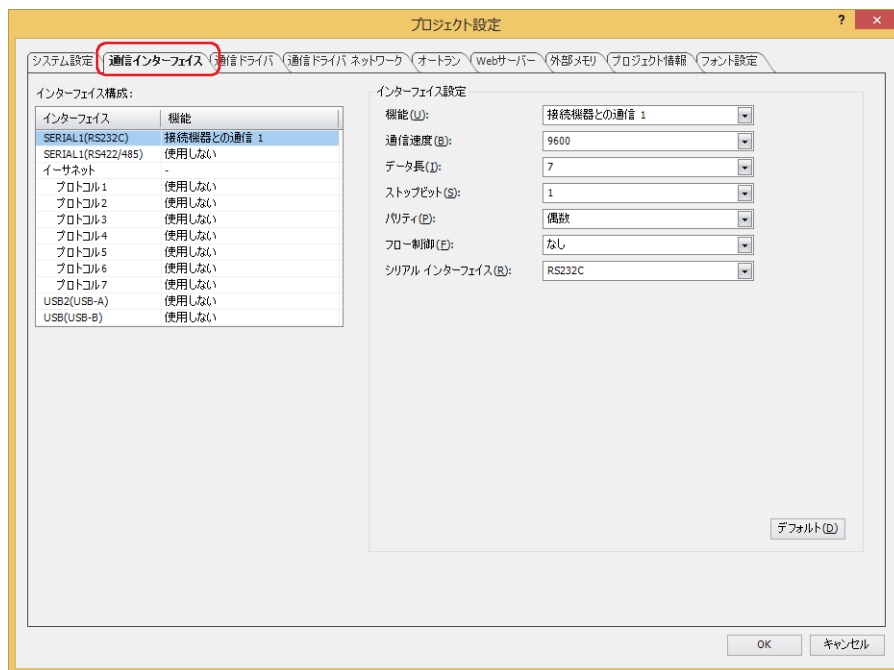 プロジェクト設定 ? ×
システム設定 通信インターフェイス 通信ドライバ 通信ドライバ ネットワーク オートラン Webサーバー 外部メモリ プロジェクト情報 フォント設定
インターフェイス構成:
インターフェイス 機能
SERIAL1(RS232C) 接続機器との通信 1
SERIAL1(RS422/485) 使用しない
イーサネット -
プロトコル1 使用しない
プロトコル2 使用しない
プロトコル3 使用しない
プロトコル4 使用しない
プロトコル5 使用しない
プロトコル6 使用しない
プロトコル7 使用しない
USB2(USB-A) 使用しない
USB(USB-B) 使用しない
インターフェイス設定
機能(U): 接続機器との通信 1
通信速度(B): 9600
データ長(I): 7
ストップビット(S): 1
パリティ(P): 偶数
フロー制御(F): なし
シリアル インターフェイス(R): RS232C
デフォルト(D)
OK キャンセル